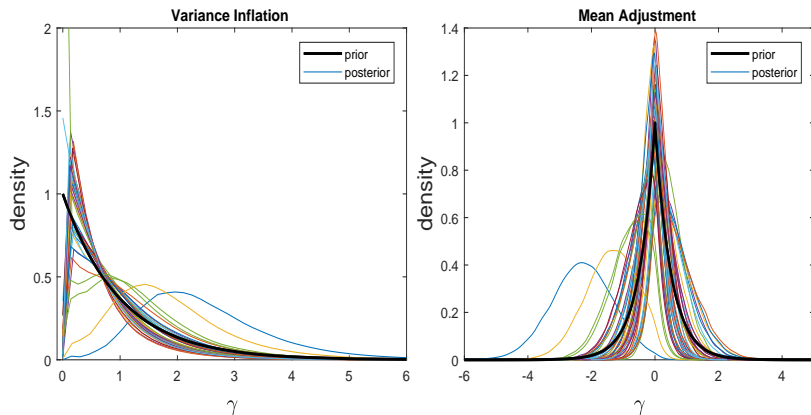 Variance Inflation
2
1.5
1
0.5
0
density
0
1
2
3
4
5
6
γ
prior
posterior
Mean Adjustment
1.4
1.2
1
0.8
0.6
0.4
0.2
0
density
-6
-4
-2
0
2
4
γ
prior
posterior